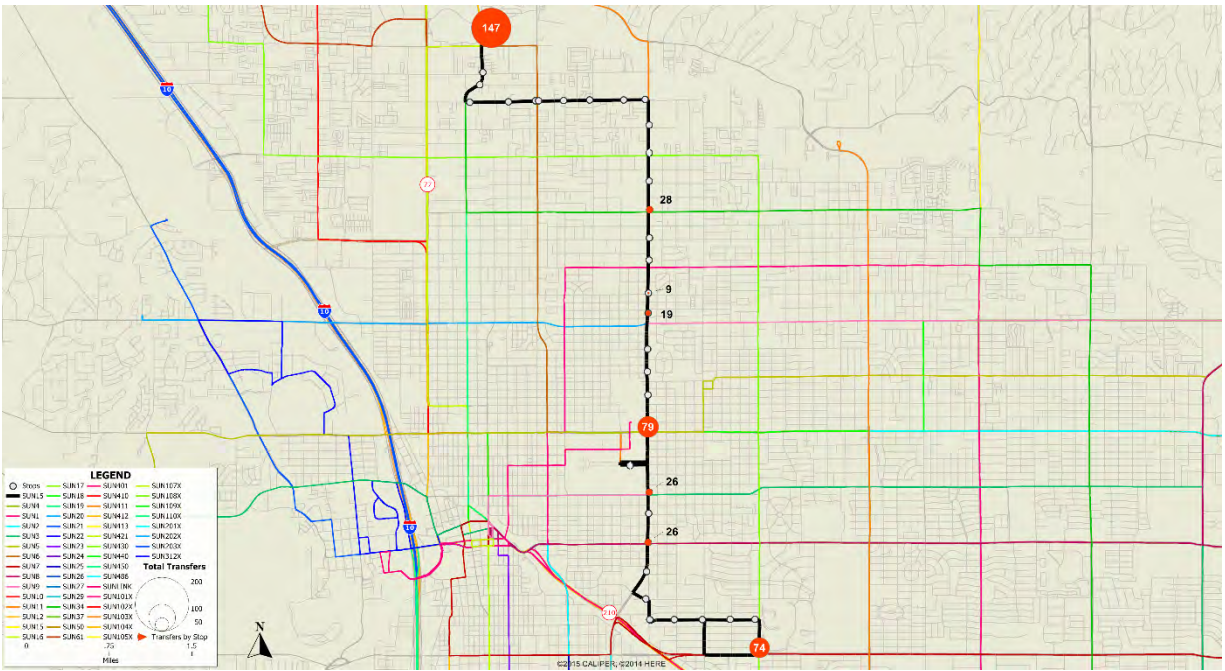 147
10
77
28
9
10
19
79
26
26
10
210
74
LEGEND
Stops SUN17 SUN401 SUN107X
SUN15 SUN18 SUN410 SUN108X
SUN4 SUN19 SUN411 SUN109X
SUN1 SUN20 SUN412 SUN110X
SUN2 SUN21 SUN413 SUN201X
SUN3 SUN22 SUN421 SUN202X
SUN5 SUN23 SUN430 SUN203X
SUN6 SUN24 SUN440 SUN312X
SUN7 SUN25 SUN450
SUN8 SUN26 SUN486
SUN9 SUN27 SUNLINK
SUN10 SUN29 SUN101X
SUN11 SUN34 SUN102X
SUN12 SUN37 SUN103X
SUN15 SUN50 SUN104X
SUN16 SUN61 SUN105X
Total Transfers
200
100
50
Transfers by Stop
0 .75 1.5
Miles
N
©2015 CALIPER; ©2014 HERE